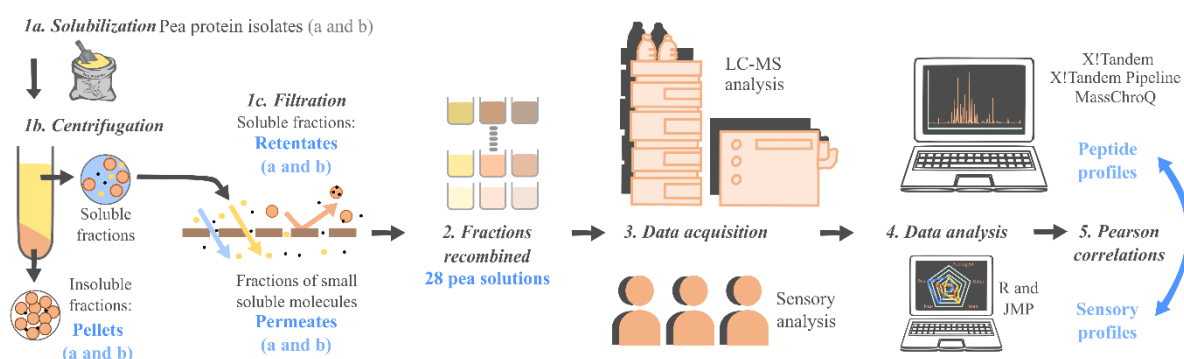 1a. Solubilization Pea protein isolates (a and b)
1b. Centrifugation
Soluble
fractions
Insoluble
fractions:
Pellets
(a and b)
1c. Filtration
Soluble fractions:
Retentates
(a and b)
Fractions of small
soluble molecules
Permeates
(a and b)
2. Fractions
recombined
28 pea solutions
LC-MS
analysis
3. Data acquisition
Sensory
analysis
X!Tandem
X!Tandem Pipeline
MassChroQ
4. Data analysis
R and
JMP
Peptide
profiles
5. Pearson
correlations
Sensory
profiles